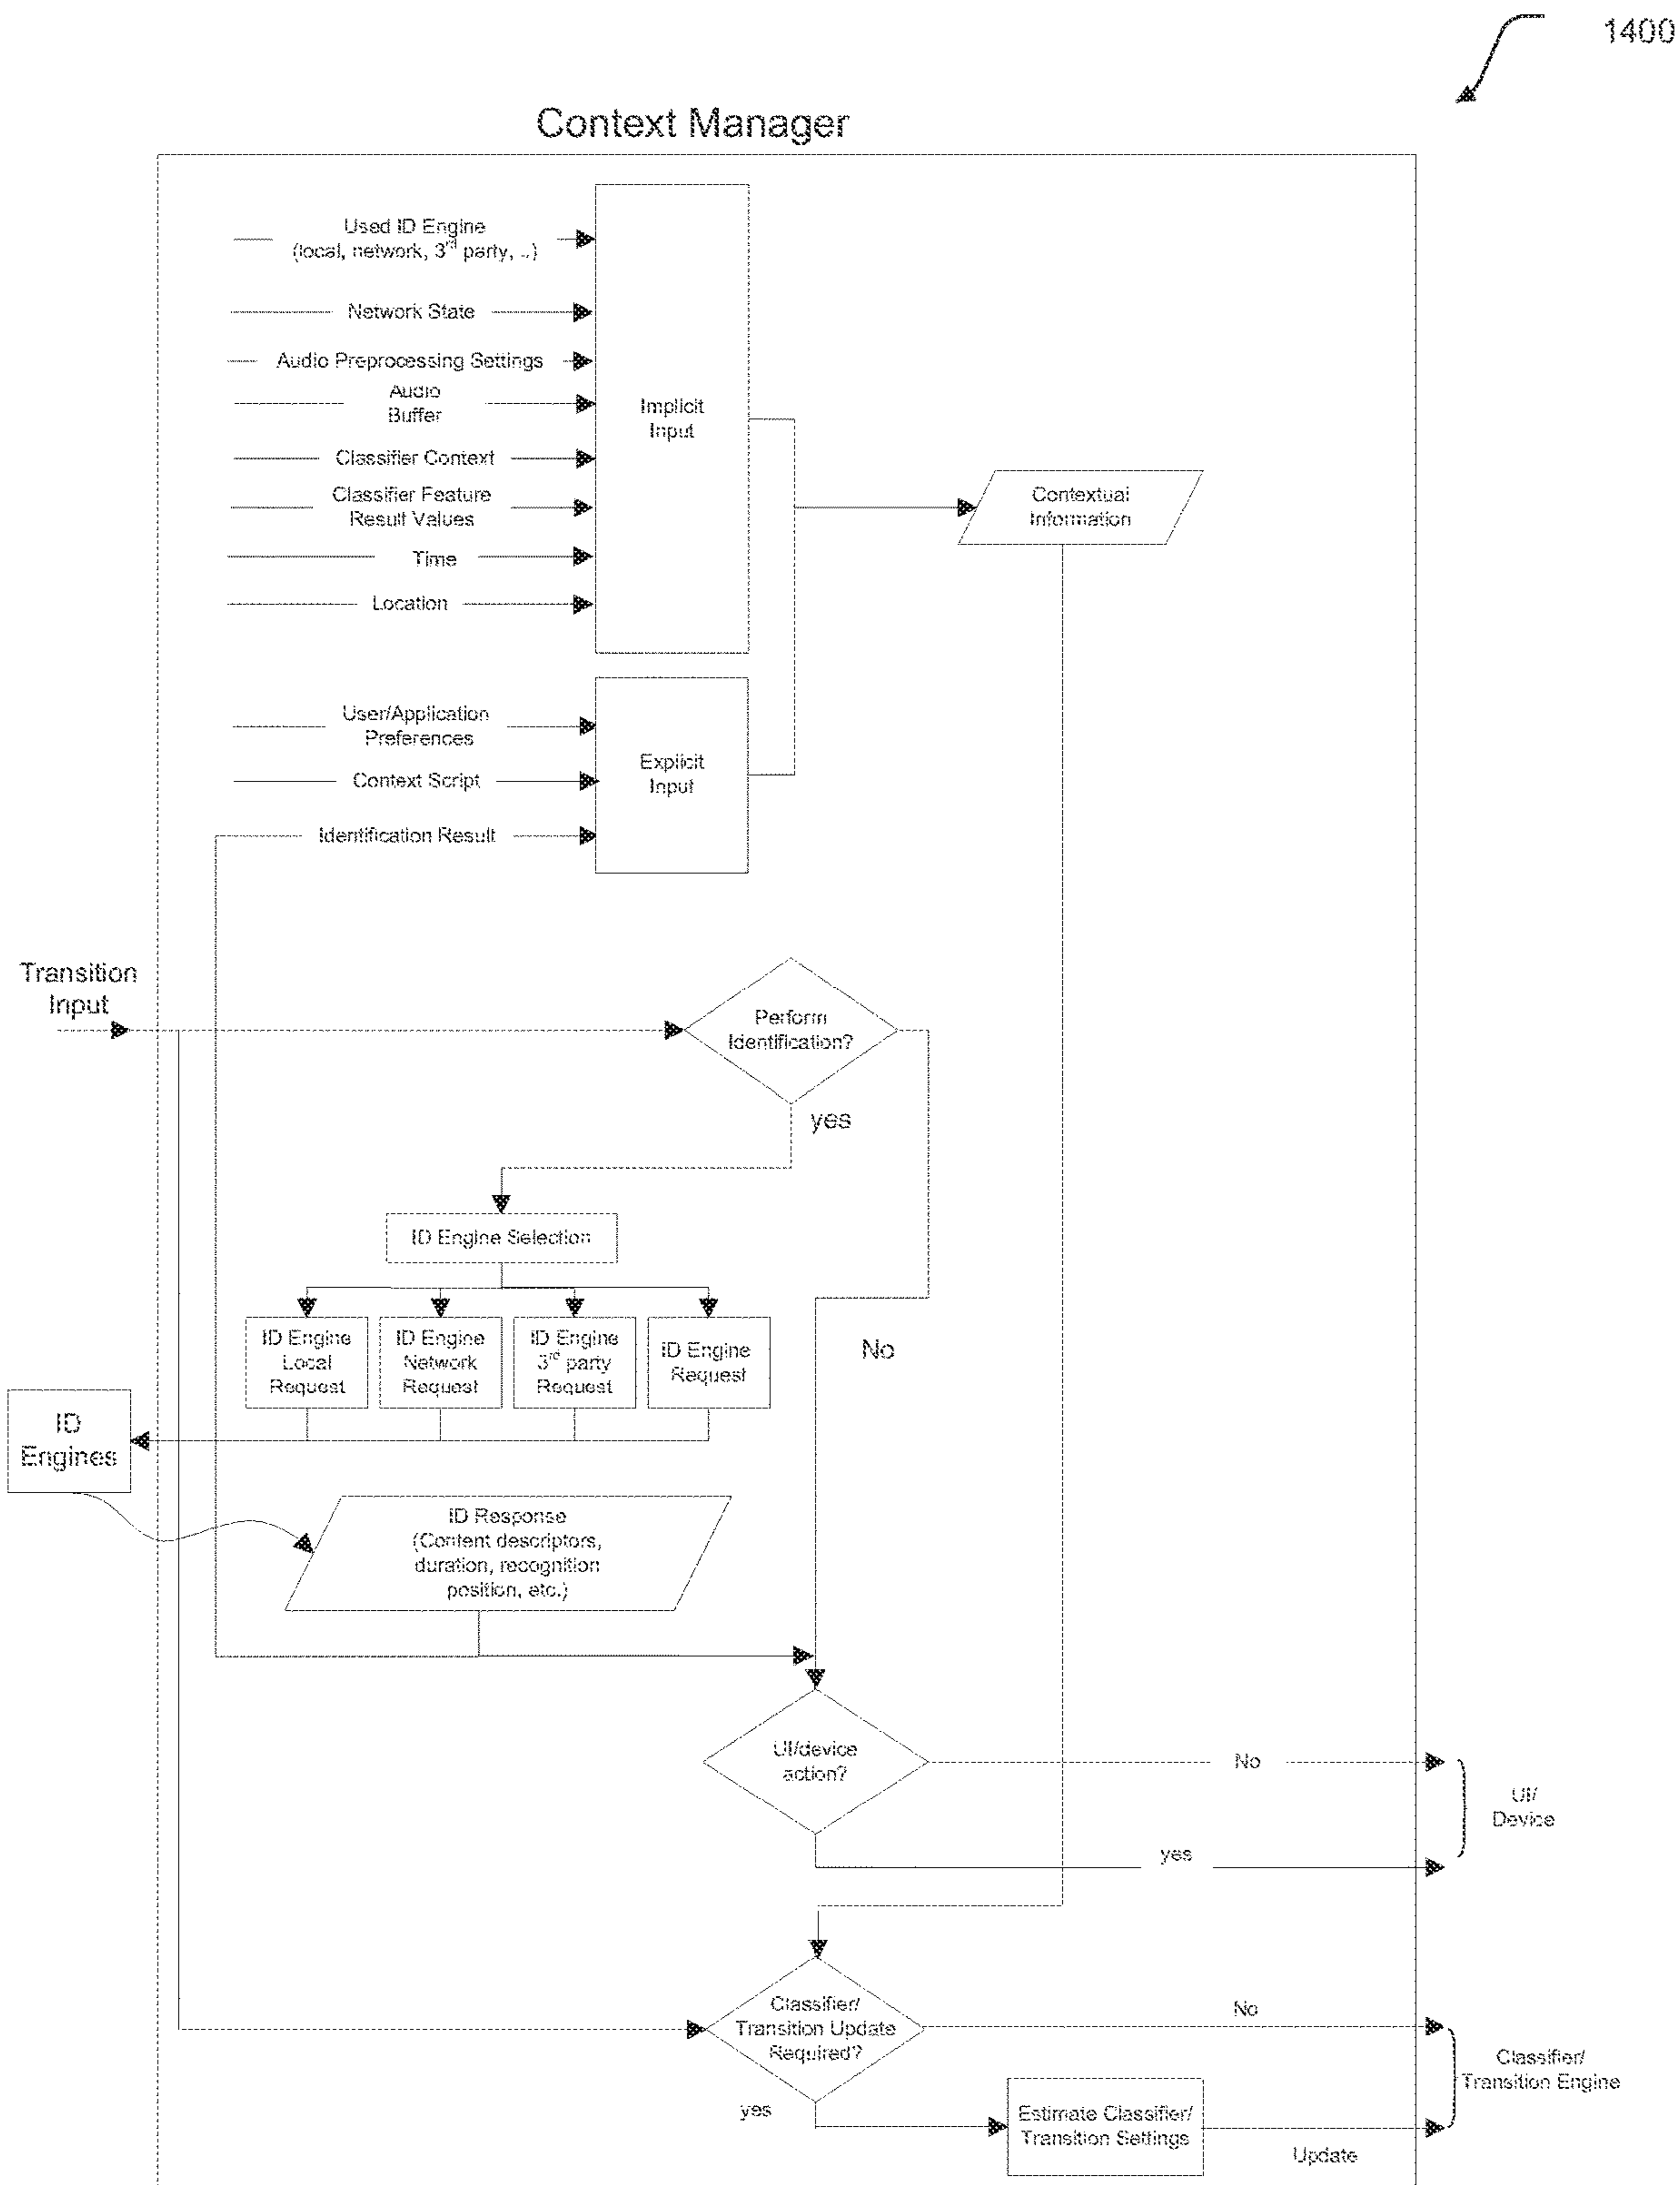 1400
Context Manager
Used ID Engine
(local, network, 3rd party, ..)
Network State
Audio Preprocessing Settings
Audio
Buffer
Classifier Context
Classifier Feature
Result Values
Time
Location
Implicit
Input
Contextual
Information
User/Application
Preferences
Context Script
Identification Result
Explicit
Input
Transition
Input
Perform
Identification?
yes
No
ID Engine Selection
ID Engine
Local
Request
ID Engine
Network
Request
ID Engine
3rd party
Request
ID Engine
Request
ID
Engines
ID Response
(Content descriptors,
duration, recognition
position, etc.)
UI/device
action?
No
yes
UI/
Device
Classifier/
Transition Update
Required?
No
yes
Estimate Classifier/
Transition Settings
Update
Classifier/
Transition Engine